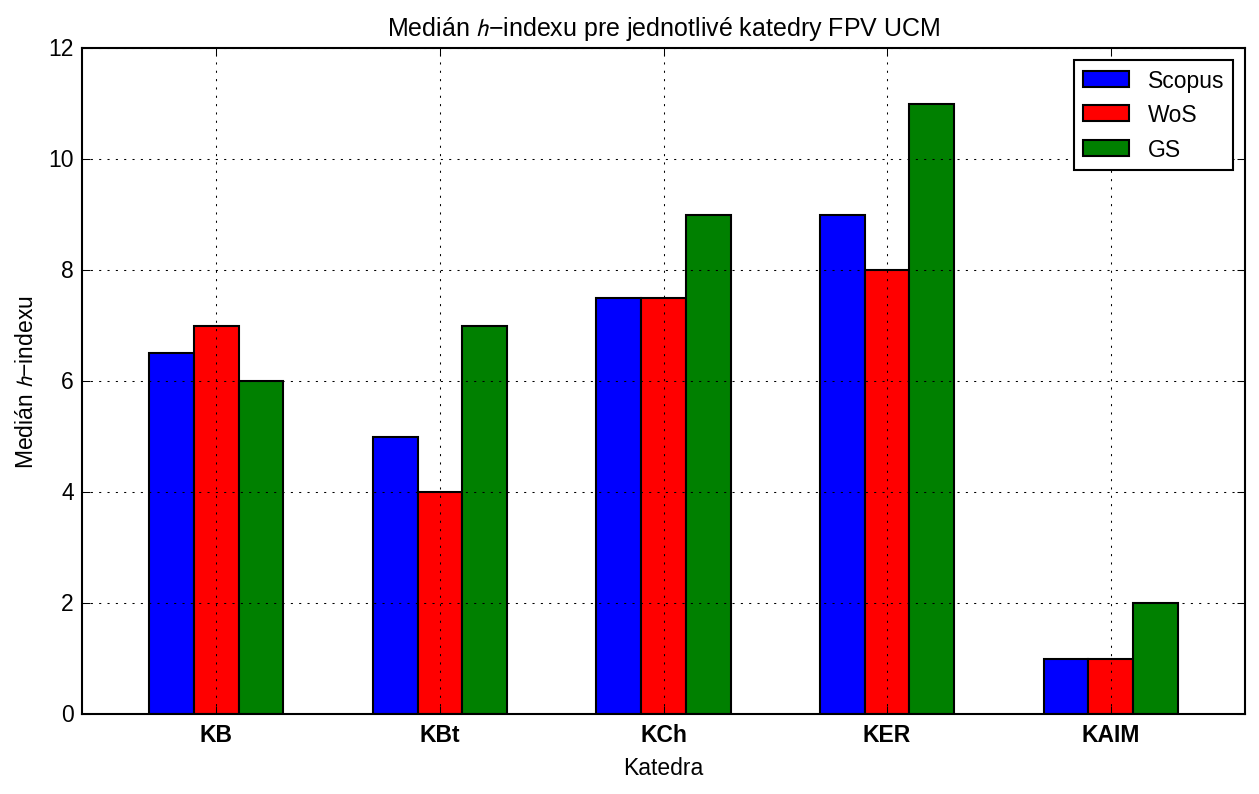 Medián h−indexu pre jednotlivé katedry FPV UCM
12
10
8
6
4
2
0
Medián h−indexu
Scopus
WoS
GS
KB
KBt
KCh
KER
KAIM
Katedra